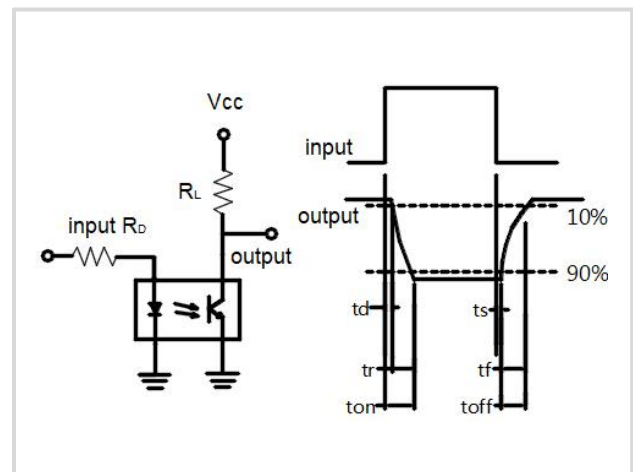 Vcc
RL
input RD
output
input
output
10%
90%
td
ts
tr
tf
ton
toff